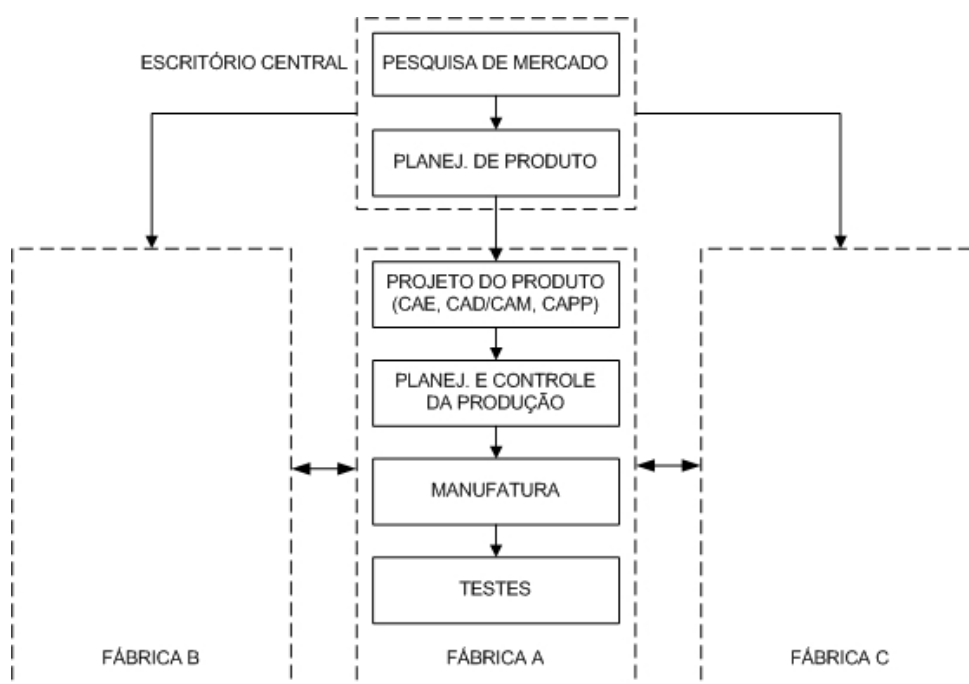 ESCRITÓRIO CENTRAL
PESQUISA DE MERCADO
PLANEJ. DE PRODUTO
PROJETO DO PRODUTO
(CAE, CAD/CAM, CAPP)
PLANEJ. E CONTROLE
DA PRODUÇÃO
MANUFATURA
TESTES
FÁBRICA B
FÁBRICA A
FÁBRICA C